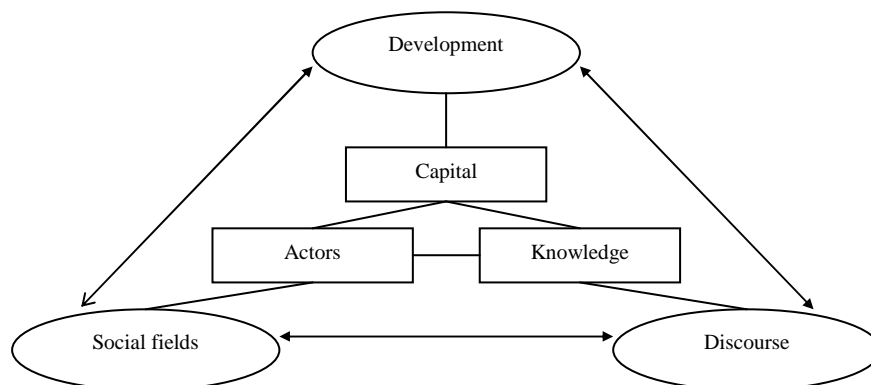 Development
Capital
Actors
Knowledge
Social fields
Discourse